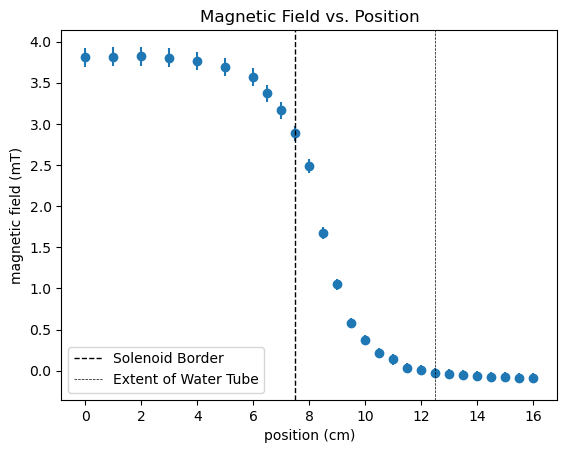 Magnetic Field vs. Position
magnetic field (mT)
4.0
3.5
3.0
2.5
2.0
1.5
1.0
0.5
0.0
Solenoid Border
Extent of Water Tube
0 2 4 6 8 10 12 14 16
position (cm)